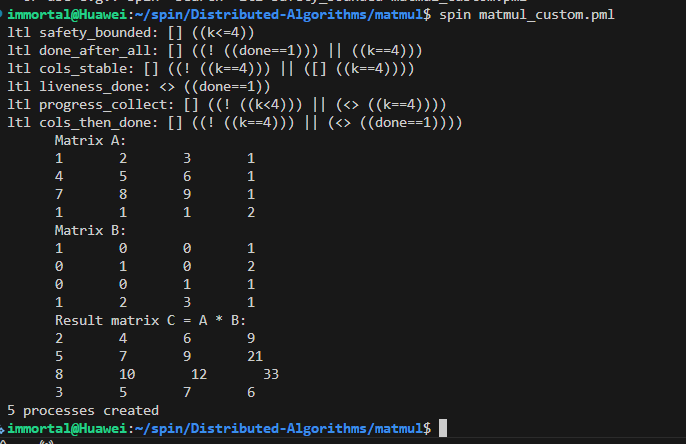 immortal@Huawei:~/spin/Distributed-Algorithms/matmul$ spin matmul_custom.pml
ltl safety_bounded: [] ((k<=4))
ltl done_after_all: [] ((! ((done==1))) || ((k==4)))
ltl cols_stable: [] ((! ((k==4))) || ([] ((k==4))))
ltl liveness_done: <> ((done==1))
ltl progress_collect: [] ((! ((k<4))) || (<> ((k==4))))
ltl cols_then_done: [] ((! ((k==4))) || (<> ((done==1))))
Matrix A:
1 2 3 1
4 5 6 1
7 8 9 1
1 1 1 2
Matrix B:
1 0 0 1
0 1 0 2
0 0 1 1
1 2 3 1
Result matrix C = A * B:
2 4 6 9
5 7 9 21
8 10 12 33
3 5 7 6
5 processes created
immortal@Huawei:~/spin/Distributed-Algorithms/matmul$